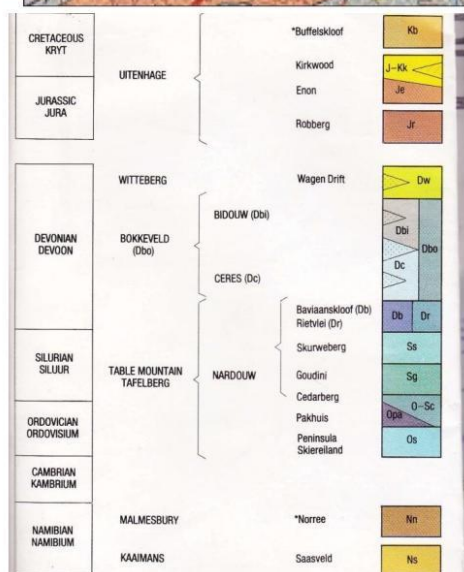 CRETACEOUS
KRYT
*Buffelskloof
Kb
UITENHAGE
Kirkwood
J–Kk
JURASSIC
JURA
Enon
Je
Robberg
Jr
WITTEBERG
Wagen Drift
Dw
DEVONIAN
DEVOON
BOKKEVELD
(Dbo)
BIDOUW (Dbi)
Dbi
Dbo
CERES (Dc)
Dc
Baviaanskloof (Db)
Rietvlei (Dr)
Db
Dr
SILURIAN
SILUUR
TABLE MOUNTAIN
TAFELBERG
NARDOUW
Skurweberg
Ss
Goudini
Sg
Cedarberg
O–Sc
ORDOVICIAN
ORDOVISIUM
Pakhuis
Opa
Peninsula
Skiereiland
Os
CAMBRIAN
KAMBRIUM
NAMIBIAN
NAMIBIUM
MALMESBURY
*Norree
Nn
KAAIMANS
Saasveld
Ns